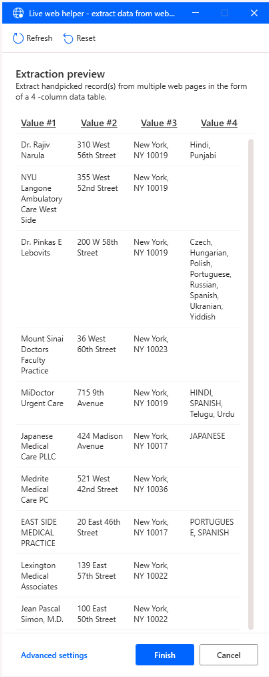 Live web helper - extract data from web...
Refresh Reset
Extraction preview
Extract handpicked record(s) from multiple web pages in the form
of a 4 -column data table.
Value #1 Value #2 Value #3 Value #4
Dr. Rajiv 310 West New York, Hindi,
Narula 56th Street NY 10019 Punjabi
NYU 355 West New York,
Langone 52nd Street NY 10019
Ambulatory
Care West
Side
Dr. Pinkas E 200 W 58th New York, Czech,
Lebovits Street NY 10019 Hungarian,
Polish,
Portuguese,
Russian,
Spanish,
Ukranian,
Yiddish
Mount Sinai 36 West New York,
Doctors 60th Street NY 10023
Faculty
Practice
MiDoctor 715 9th New York, HINDI,
Urgent Care Avenue NY 10019 SPANISH,
Telugu, Urdu
Japanese 424 Madison New York, JAPANESE
Medical Avenue NY 10017
Care PLLC
Medrite 521 West New York,
Medical 42nd Street NY 10036
Care PC
EAST SIDE 20 East 46th New York, PORTUGUES
MEDICAL Street NY 10017 E, SPANISH
PRACTICE
Lexington 139 East New York,
Medical 57th Street NY 10022
Associates
Jean Pascal 100 East New York,
Simon, M.D. 50th Street NY 10022
Advanced settings Finish Cancel